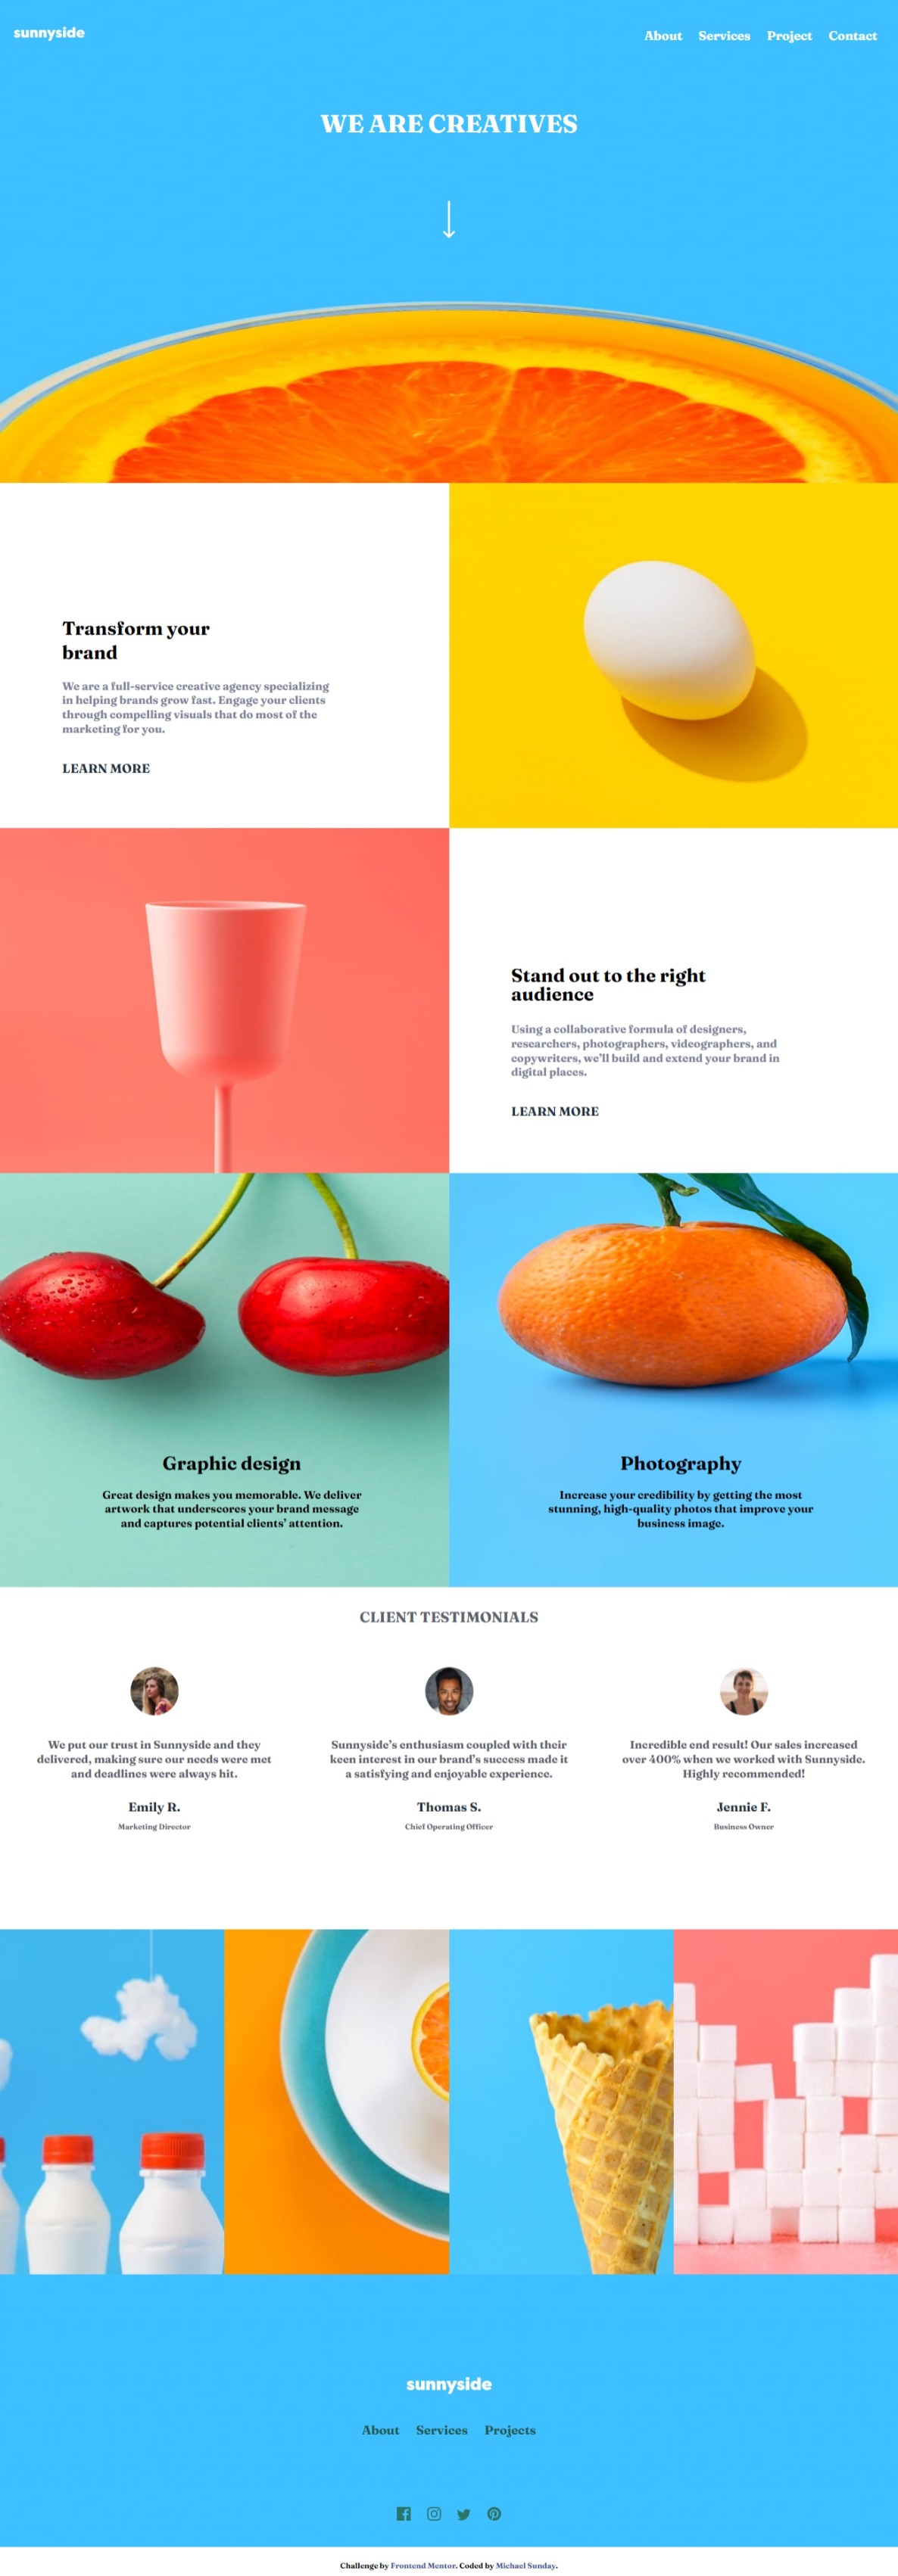 sunnyside
About Services Project Contact
WE ARE CREATIVES
Transform your
brand
We are a full-service creative agency specializing
in helping brands grow fast. Engage your clients
through compelling visuals that do most of the
marketing for you.
LEARN MORE
Stand out to the right
audience
Using a collaborative formula of designers,
researchers, photographers, videographers, and
copywriters, we’ll build and extend your brand in
digital places.
LEARN MORE
Graphic design
Great design makes you memorable. We deliver
artwork that underscores your brand message
and captures potential clients’ attention.
Photography
Increase your credibility by getting the most
stunning, high-quality photos that improve your
business image.
CLIENT TESTIMONIALS
We put our trust in Sunnyside and they
delivered, making sure our needs were met
and deadlines were always hit.
Emily R.
Marketing Director
Sunnyside’s enthusiasm coupled with their
keen interest in our brand’s success made it
a satisfying and enjoyable experience.
Thomas S.
Chief Operating Officer
Incredible end result! Our sales increased
over 400% when we worked with Sunnyside.
Highly recommended!
Jennie F.
Business Owner
sunnyside
About Services Projects
Challenge by Frontend Mentor. Coded by Michael Sunday.